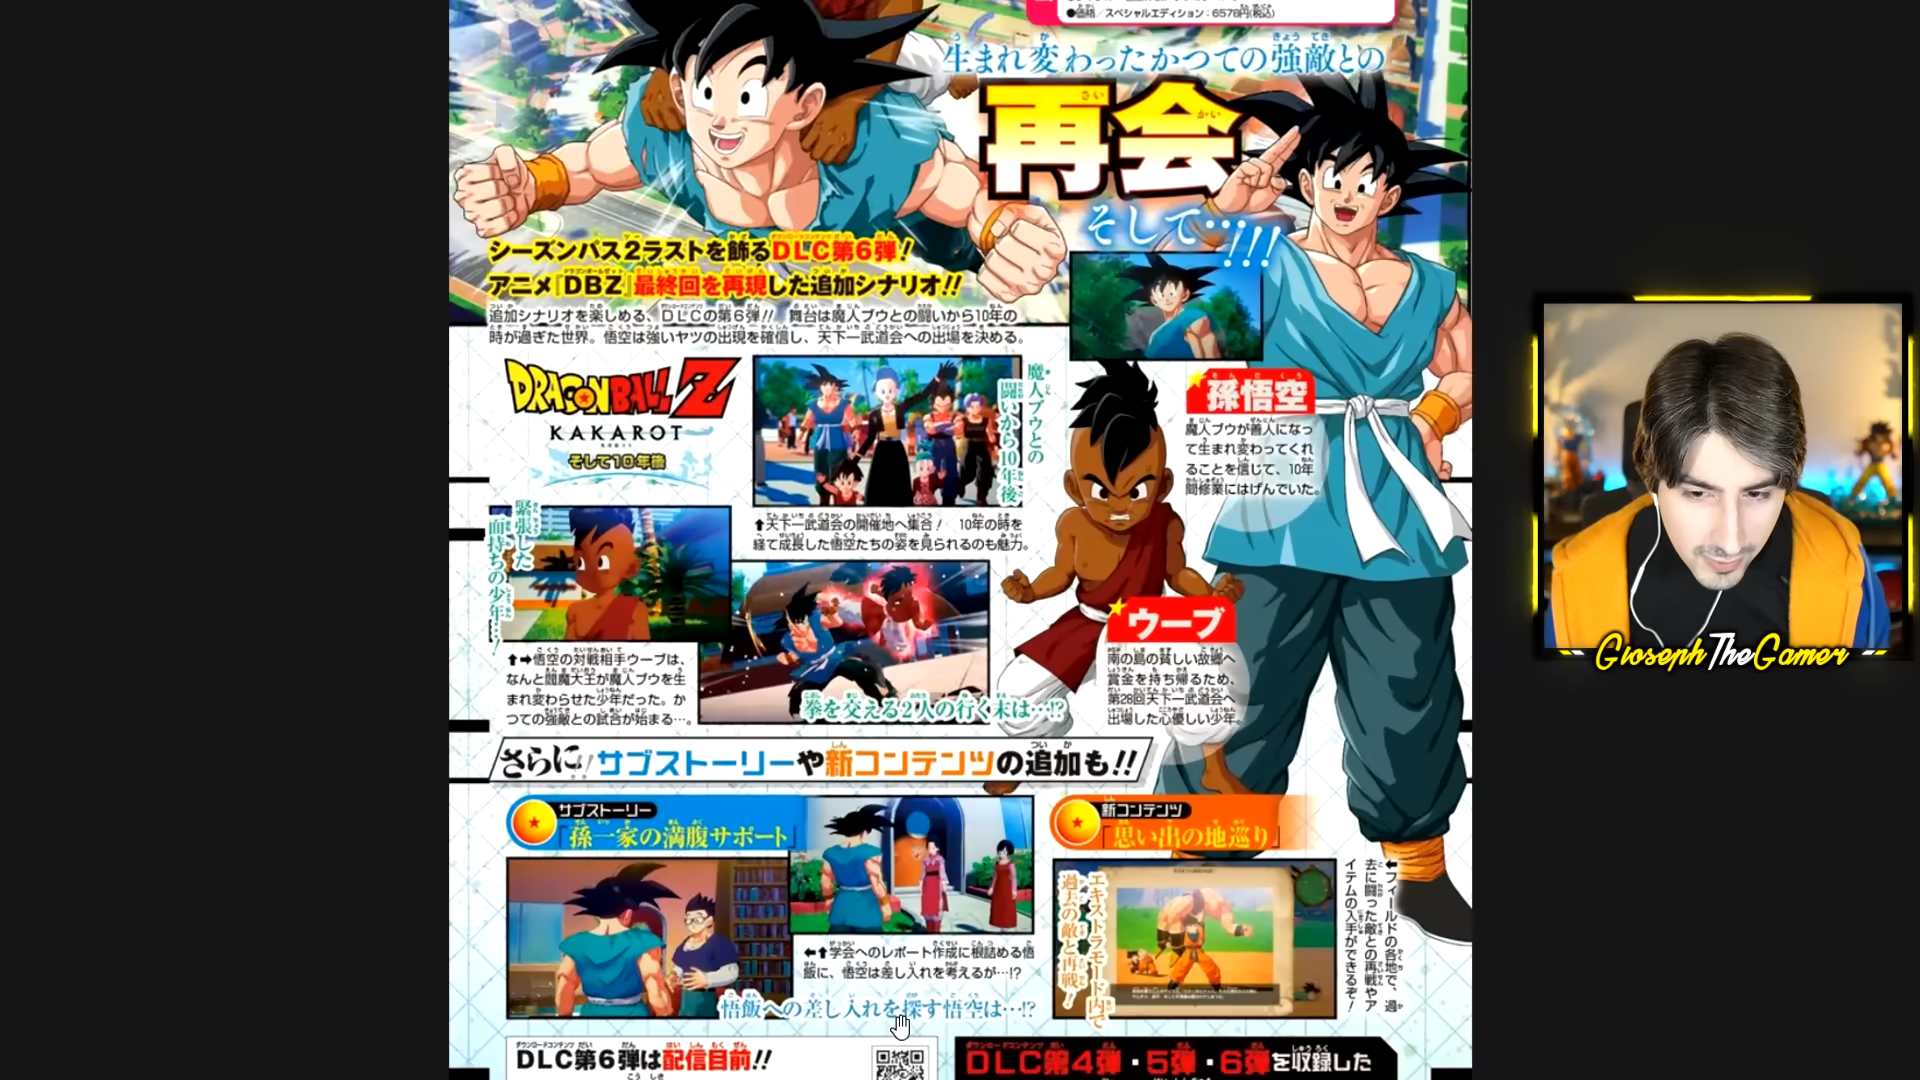 ●価格/スペシャルエディション:6578円(税込)
生まれ変わったかつての強敵との
再会
そして…!!!
シーズンパス2ラストを飾るDLC第6弾!
アニメ『DBZ』最終回を再現した追加シナリオ!!
追加シナリオを楽しめる、DLCの第6弾!! 舞台は魔人ブウとの闘いから10年の
時が過ぎた世界。悟空は強いヤツの出現を確信し、天下一武道会への出場を決める。
DRAGON BALL Z
KAKAROT
そして10年後
魔人ブウとの
闘いから10年後
⬆天下一武道会の開催地へ集合! 10年の時を
経て成長した悟空たちの姿を見られるのも魅力。
孫悟空
魔人ブウが善人になっ
て生まれ変わってくれ
ることを信じて、10年
間修業にはげんでいた。
緊張した
面持ちの少年…!
⬆➡悟空の対戦相手ウーブは、
なんと閻魔大王が魔人ブウを生
まれ変わらせた少年だった。か
つての強敵との試合が始まる…。
拳を交える2人の行く末は…!?
ウーブ
南の島の貧しい故郷へ
賞金を持ち帰るため、
第28回天下一武道会へ
出場した心優しい少年。
さらに!サブストーリーや新コンテンツの追加も!!
サブストーリー
「孫一家の満腹サポート」
⬅⬆学会へのレポート作成に根詰める悟
飯に、悟空は差し入れを考えるが…!?
悟飯への差し入れを探す悟空は…!?
新コンテンツ
「思い出の地巡り」
エキストラモード内で
過去の敵と再戦!
⬅フィールドの各地で、過
去に闘った敵との再戦やア
イテムの入手ができるぞ!
DLC第6弾は配信目前!!
DLC第4弾・5弾・6弾を収録した
GiosephTheGamer